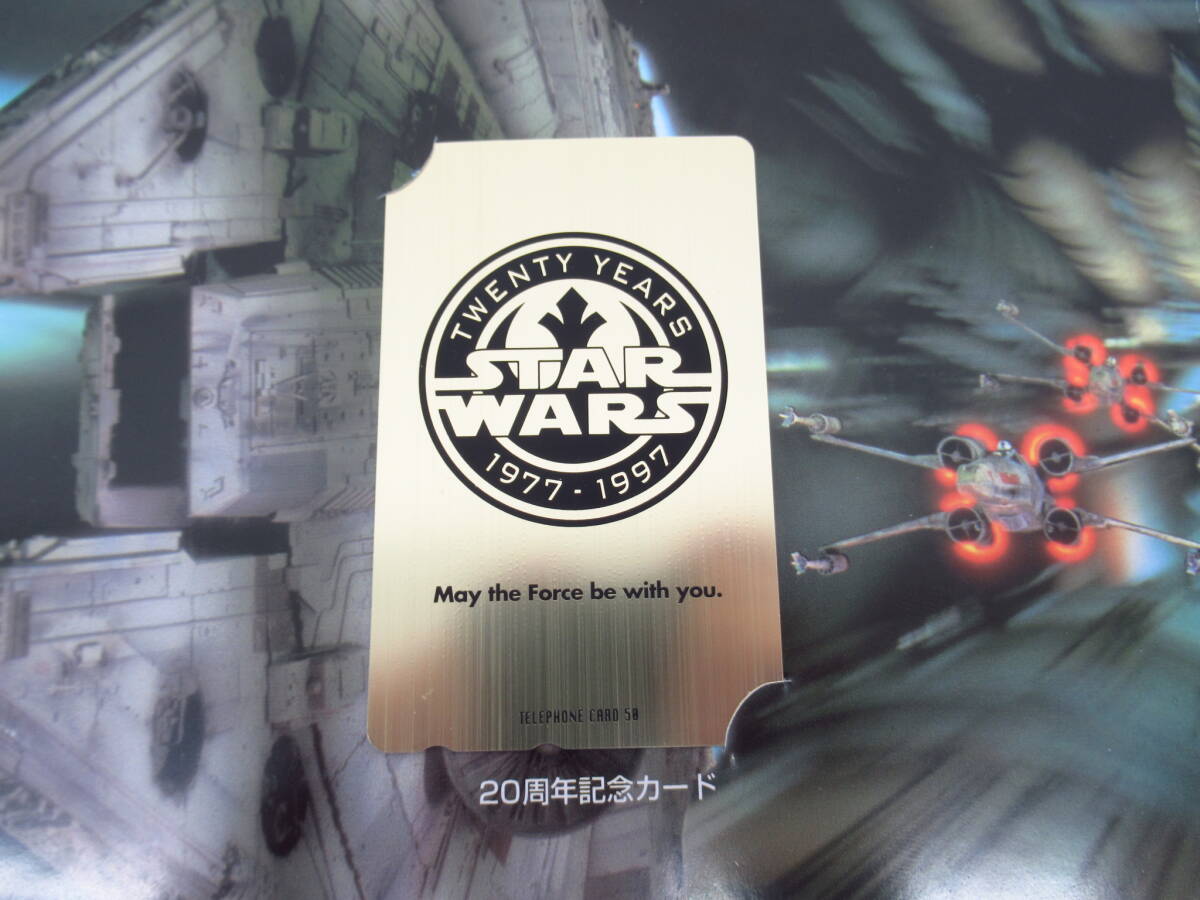 TWENTY YEARS
STAR
WARS
1977 - 1997
May the Force be with you.
TELEPHONE CARD 50
20周年記念カード